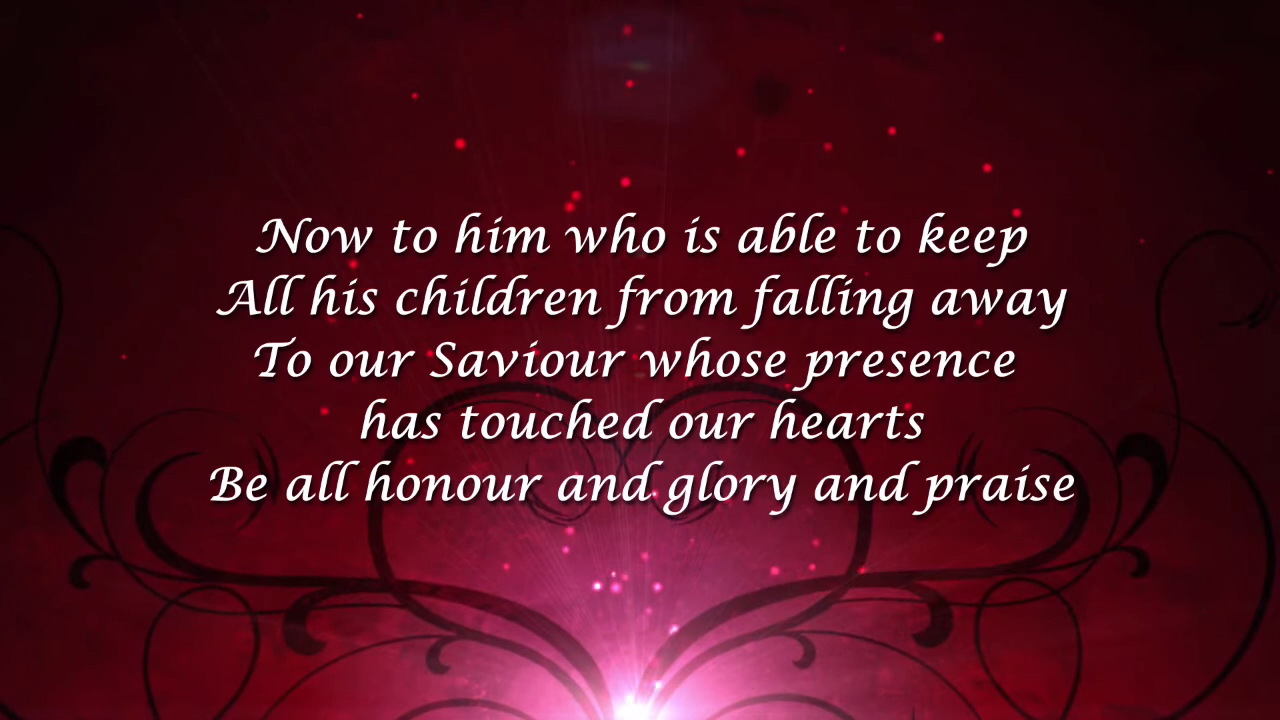 Now to him who is able to keep
All his children from falling away
To our Saviour whose presence
has touched our hearts
Be all honour and glory and praise